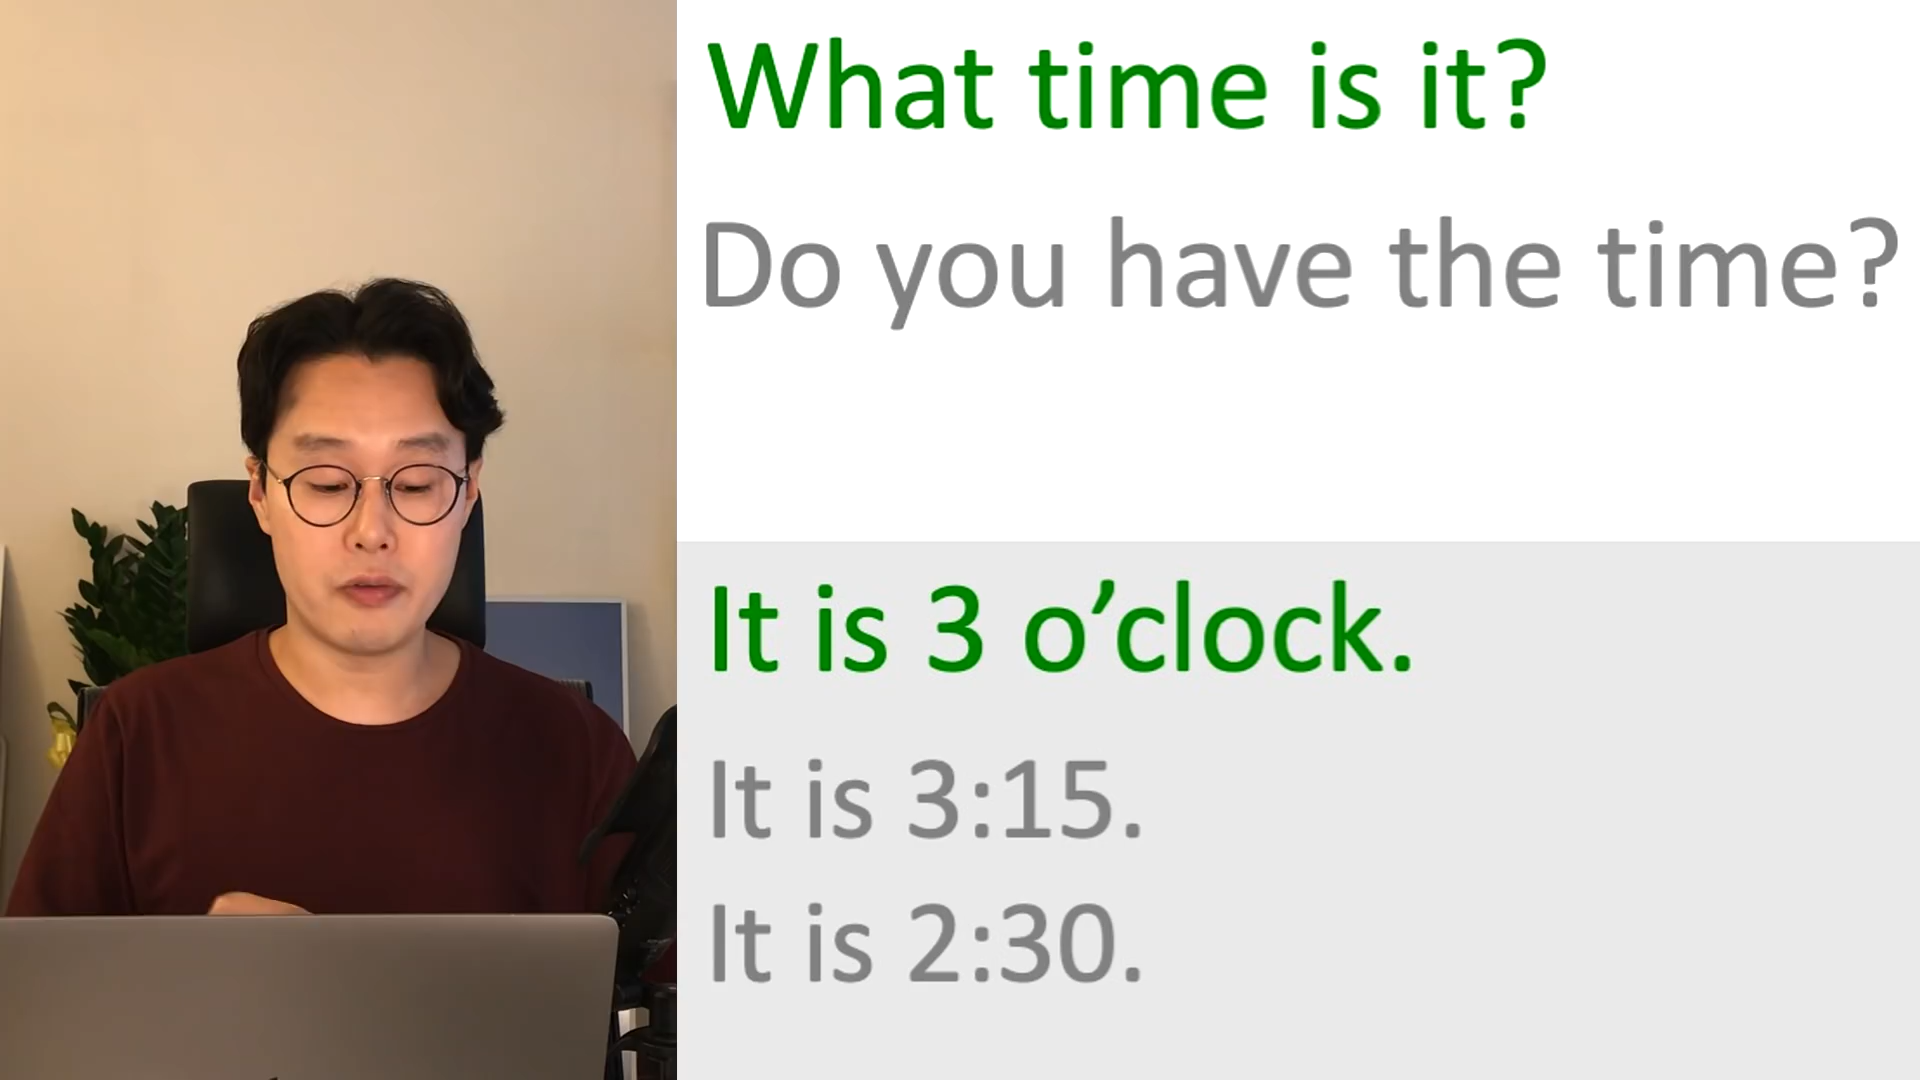 What time is it?
Do you have the time?
It is 3 o’clock.
It is 3:15.
It is 2:30.